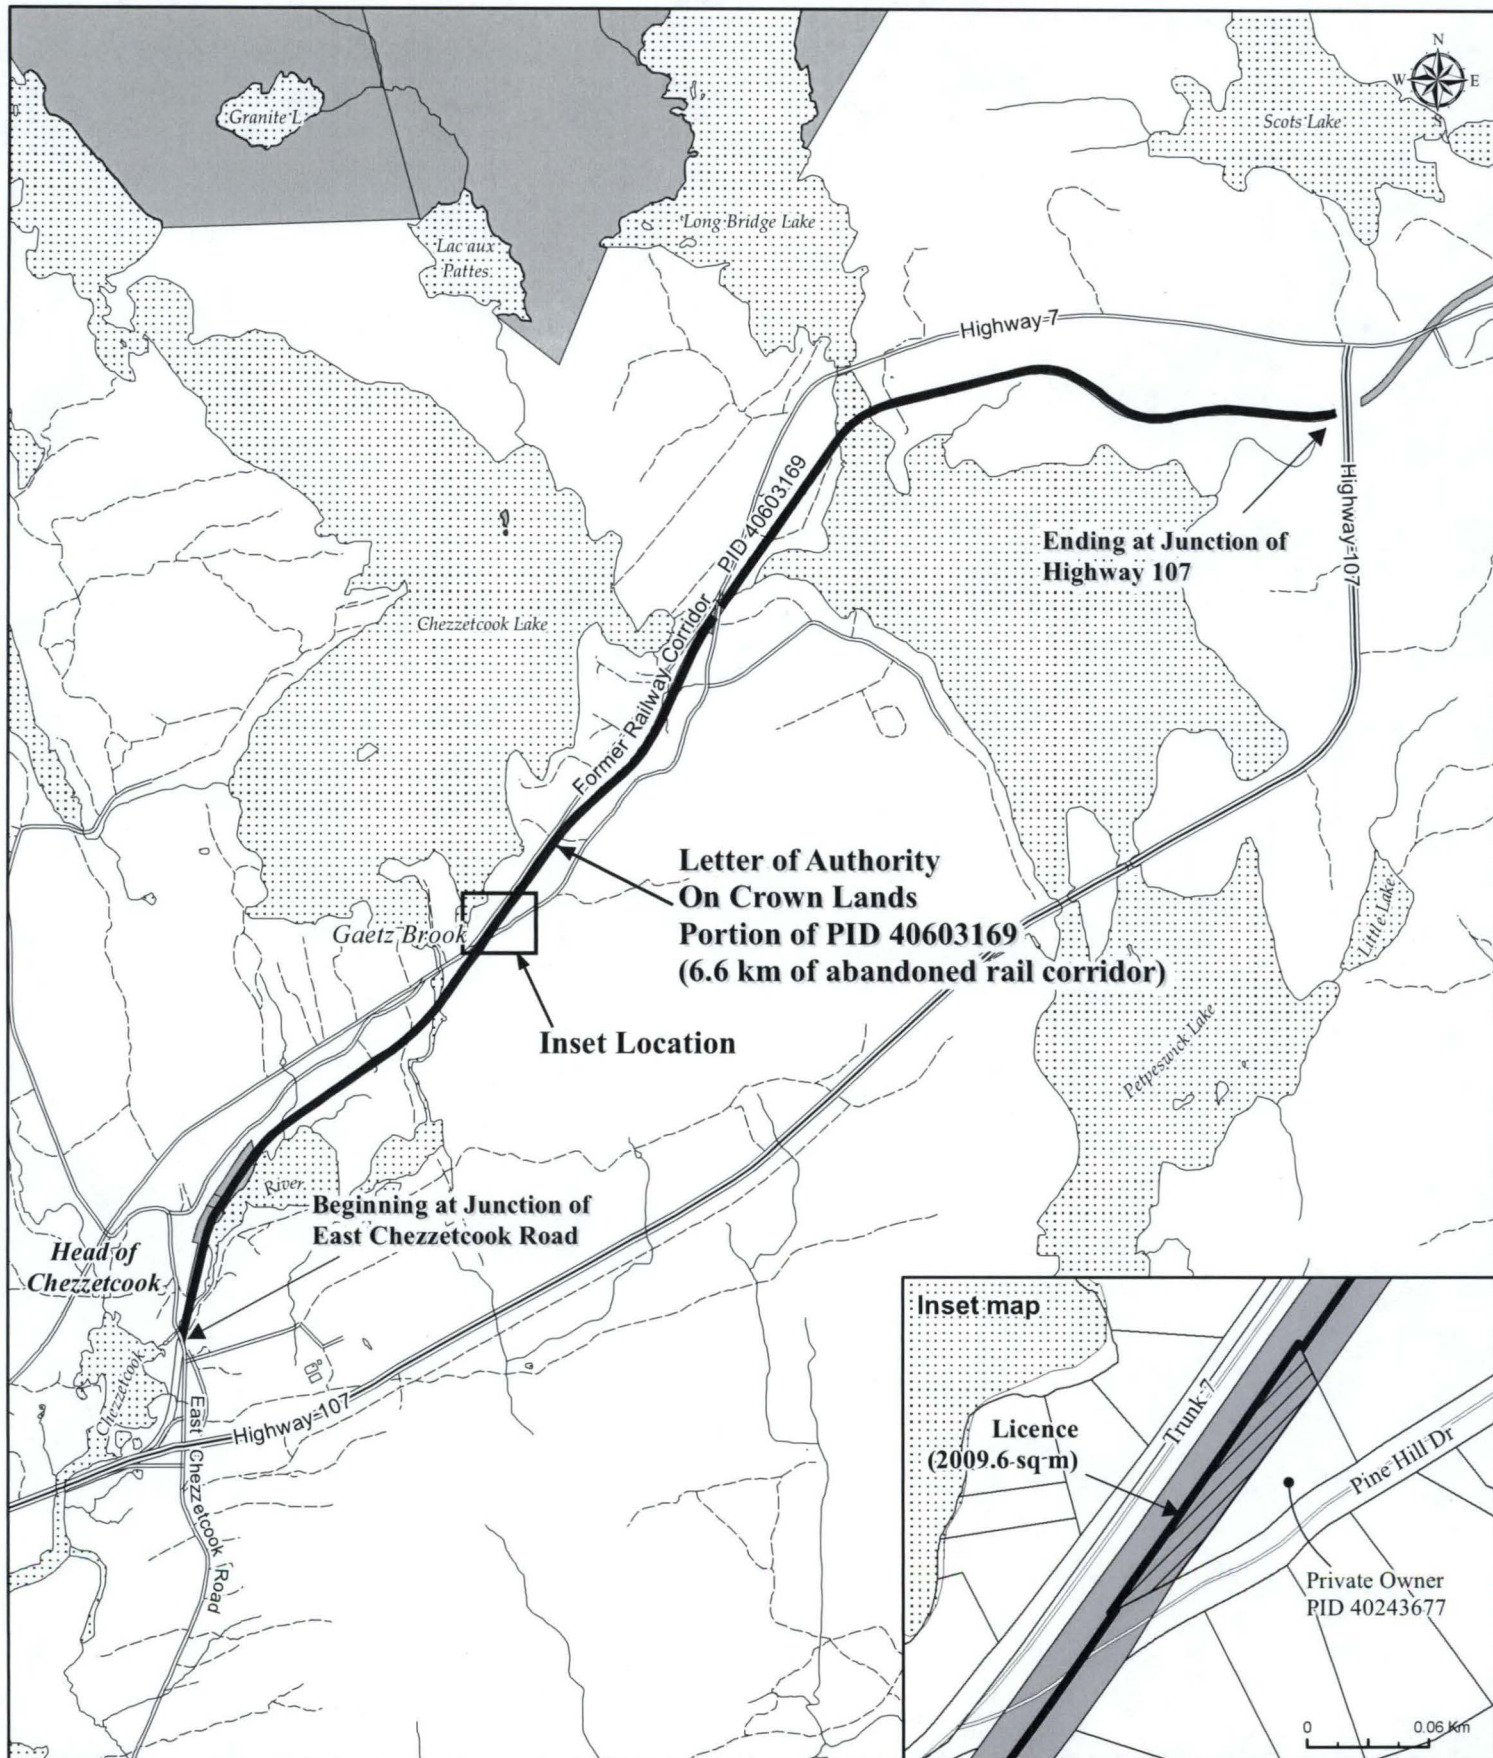 N
W E
S
Granite L
Scots Lake
Long Bridge Lake
Lac aux
Pattes
Highway 7
PID 40603169
Highway 107
Ending at Junction of
Highway 107
Chezzetcook Lake
Former Railway Corridor
Letter of Authority
On Crown Lands
Portion of PID 40603169
(6.6 km of abandoned rail corridor)
Gaetz Brook
Little Lake
Inset Location
Petpeswick Lake
River
Beginning at Junction of
East Chezzetcook Road
Head of
Chezzetcook
Chezzetcook
East Chezzetcook Road
Highway 107
Inset map
Trunk 7
Licence
(2009.6 sq m)
Pine Hill Dr
Private Owner
PID 40243677
0 0.06 Km